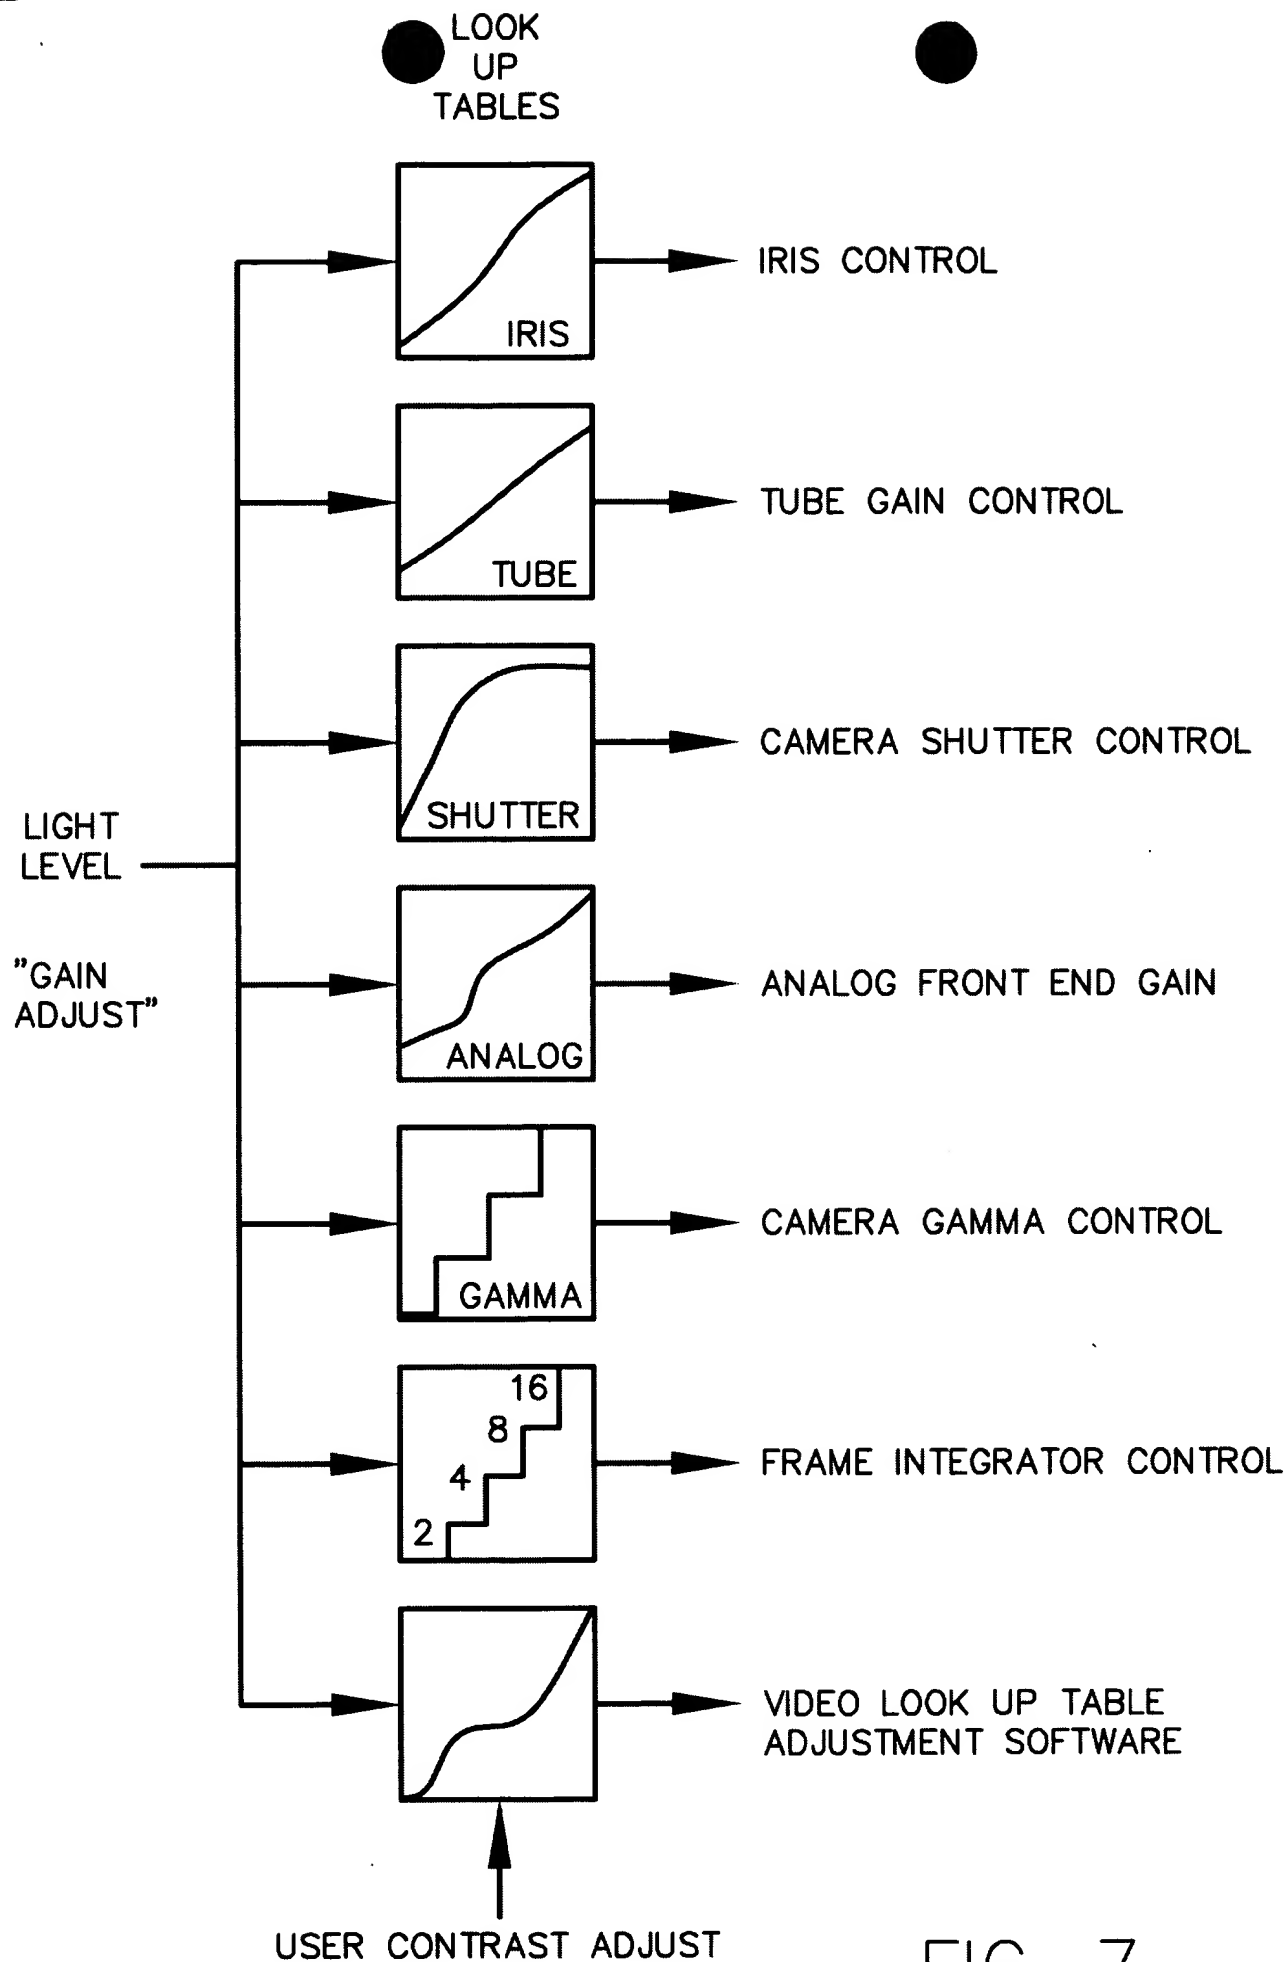 LOOK
UP
TABLES
IRIS
IRIS CONTROL
TUBE
TUBE GAIN CONTROL
SHUTTER
CAMERA SHUTTER CONTROL
LIGHT
LEVEL
"GAIN
ADJUST"
ANALOG
ANALOG FRONT END GAIN
GAMMA
CAMERA GAMMA CONTROL
16
8
4
2
FRAME INTEGRATOR CONTROL
VIDEO LOOK UP TABLE
ADJUSTMENT SOFTWARE
USER CONTRAST ADJUST
FIG. 7